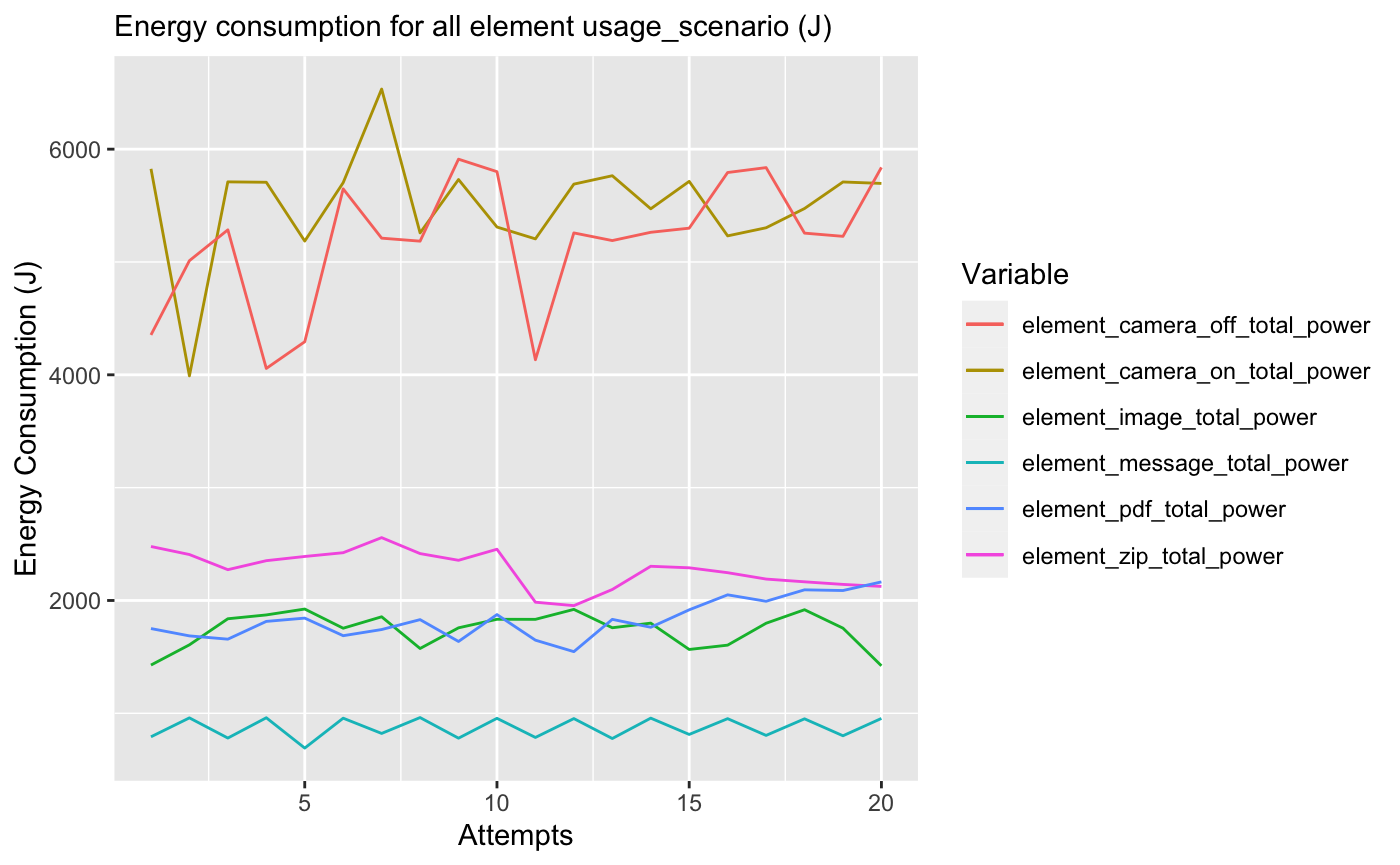 Energy consumption for all element usage_scenario (J)
Energy Consumption (J)
6000
4000
2000
5
10
15
20
Attempts
Variable
element_camera_off_total_power
element_camera_on_total_power
element_image_total_power
element_message_total_power
element_pdf_total_power
element_zip_total_power